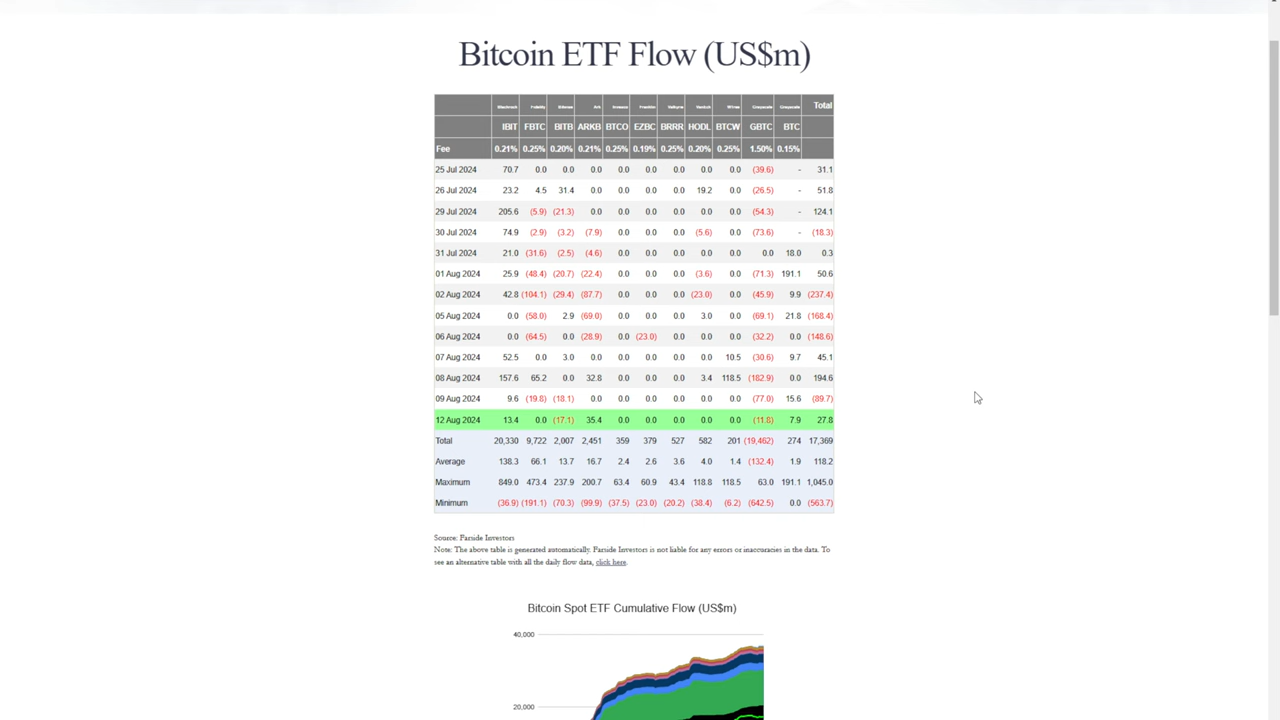 Bitcoin ETF Flow (US$m)
Blackrock Fidelity Bitwise Ark Invesco Franklin Valkyrie VanEck WTree Grayscale Grayscale Total
IBIT FBTC BITB ARKB BTCO EZBC BRRR HODL BTCW GBTC BTC
Fee 0.21% 0.25% 0.20% 0.21% 0.25% 0.19% 0.25% 0.20% 0.25% 1.50% 0.15%
25 Jul 2024 70.7 0.0 0.0 0.0 0.0 0.0 0.0 0.0 0.0 (39.6) - 31.1
26 Jul 2024 23.2 4.5 31.4 0.0 0.0 0.0 0.0 19.2 0.0 (26.5) - 51.8
29 Jul 2024 205.6 (5.9) (21.3) 0.0 0.0 0.0 0.0 0.0 0.0 (54.3) - 124.1
30 Jul 2024 74.9 (2.9) (3.2) (7.9) 0.0 0.0 0.0 (5.6) 0.0 (73.6) - (18.3)
31 Jul 2024 21.0 (31.6) (2.5) (4.6) 0.0 0.0 0.0 0.0 0.0 0.0 18.0 0.3
01 Aug 2024 25.9 (48.4) (20.7) (22.4) 0.0 0.0 0.0 (3.6) 0.0 (71.3) 191.1 50.6
02 Aug 2024 42.8 (104.1) (29.4) (87.7) 0.0 0.0 0.0 (23.0) 0.0 (45.9) 9.9 (237.4)
05 Aug 2024 0.0 (58.0) 2.9 (69.0) 0.0 0.0 0.0 3.0 0.0 (69.1) 21.8 (168.4)
06 Aug 2024 0.0 (64.5) 0.0 (28.9) 0.0 (23.0) 0.0 0.0 0.0 (32.2) 0.0 (148.6)
07 Aug 2024 52.5 0.0 3.0 0.0 0.0 0.0 0.0 0.0 10.5 (30.6) 9.7 45.1
08 Aug 2024 157.6 65.2 0.0 32.8 0.0 0.0 0.0 3.4 118.5 (182.9) 0.0 194.6
09 Aug 2024 9.6 (19.8) (18.1) 0.0 0.0 0.0 0.0 0.0 0.0 (77.0) 15.6 (89.7)
12 Aug 2024 13.4 0.0 (17.1) 35.4 0.0 0.0 0.0 0.0 0.0 (11.8) 7.9 27.8
Total 20,330 9,722 2,007 2,451 359 379 527 582 201 (19,462) 274 17,369
Average 138.3 66.1 13.7 16.7 2.4 2.6 3.6 4.0 1.4 (132.4) 1.9 118.2
Maximum 849.0 473.4 237.9 200.7 63.4 60.9 43.4 118.8 118.5 63.0 191.1 1,045.0
Minimum (36.9) (191.1) (70.3) (99.9) (37.5) (23.0) (20.2) (38.4) (6.2) (642.5) 0.0 (563.7)
Source: Farside Investors
Note: The above table is generated automatically. Farside Investors is not liable for any errors or inaccuracies in the data. To
see an alternative table with all the daily flow data, click here.
Bitcoin Spot ETF Cumulative Flow (US$m)
40,000
20,000